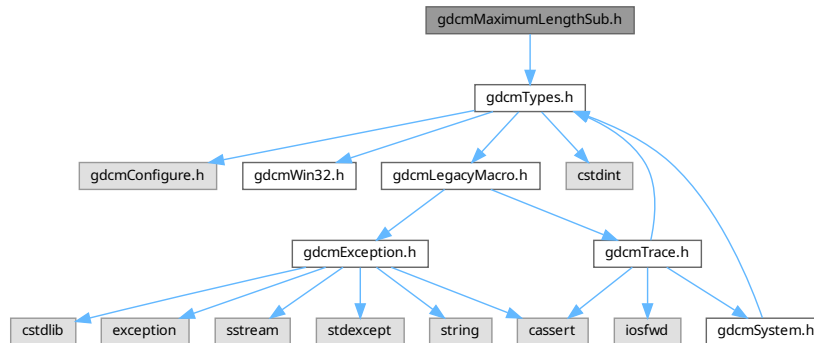 gdcmMaximumLengthSub.h
gdcmTypes.h
gdcmConfigure.h
gdcmWin32.h
gdcmLegacyMacro.h
cstdint
gdcmException.h
gdcmTrace.h
cstdlib
exception
sstream
stdexcept
string
cassert
iosfwd
gdcmSystem.h